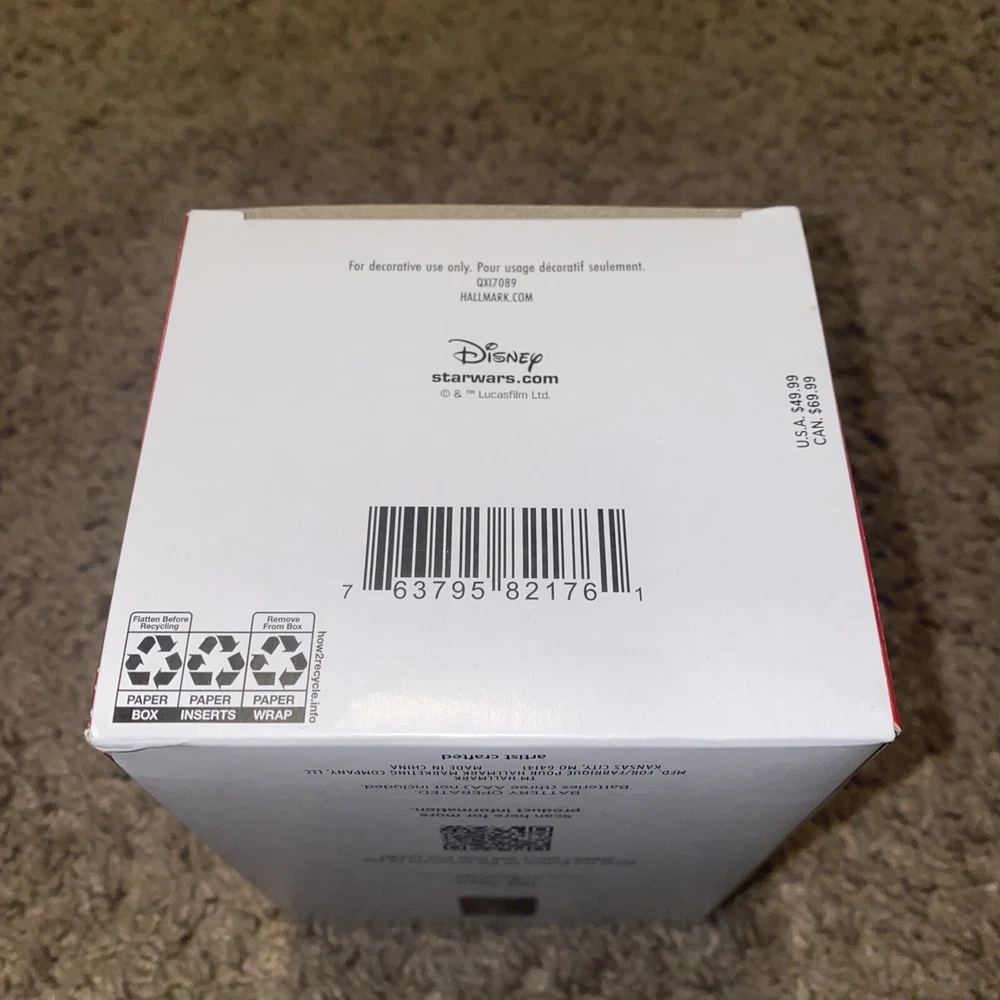 For decorative use only. Pour usage décoratif seulement.
QXI7089
HALLMARK.COM
Disney
starwars.com
© & ™ Lucasfilm Ltd.
U.S.A. $49.99
CAN. $69.99
7 63795 82176 1
Flatten Before
Recycling
Remove
From Box
PAPER PAPER PAPER
BOX INSERTS WRAP
how2recycle.info
Scan here for more
product information.
BATTERY OPERATED.
Batteries (three AAA) not included.
TM HALLMARK
MFD. FOR/FABRIQUÉ POUR HALLMARK MARKETING COMPANY, LLC
KANSAS CITY, MO 64141 MADE IN CHINA
artist crafted